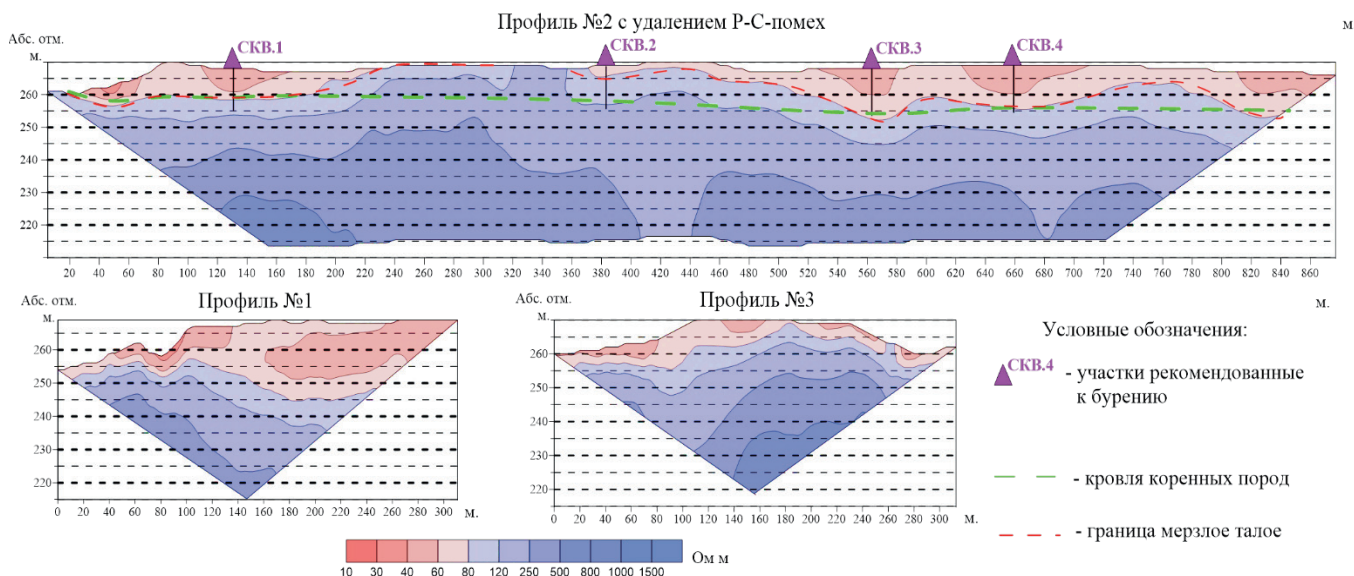 Профиль №2 с удалением Р-С-помех
м
Абс. отм.
м.
СКВ.1
СКВ.2
СКВ.3
СКВ.4
260
250
240
230
220
20 40 60 80 100 120 140 160 180 200 220 240 260 280 300 320 340 360 380 400 420 440 460 480 500 520 540 560 580 600 620 640 660 680 700 720 740 760 780 800 820 840 860
Абс. отм.
Профиль №1
м.
260
250
240
230
220
0 20 40 60 80 100 120 140 160 180 200 220 240 260 280 300
м.
Абс. отм.
Профиль №3
м.
м.
270
260
250
240
230
220
0 20 40 60 80 100 120 140 160 180 200 220 240 260 280 300
м.
Условные обозначения:
СКВ.4 - участки рекомендованные
к бурению
- кровля коренных пород
- граница мерзлое талое
10 30 40 60 80 120 250 500 800 1000 1500
Ом м